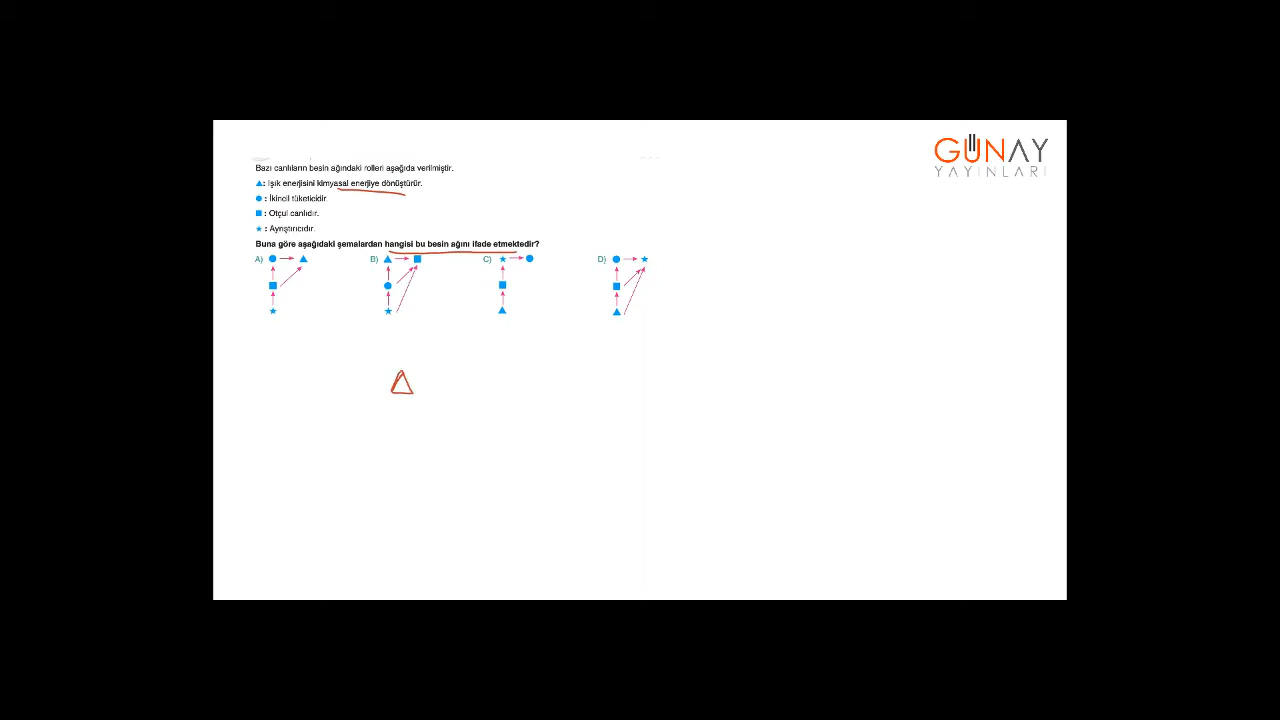 GÜNAY
YAYINLARI
Bazı canlıların besin ağındaki rolleri aşağıda verilmiştir.
▲: Işık enerjisini kimyasal enerjiye dönüştürür.
●: İkincil tüketicidir.
■: Otçul canlıdır.
★: Ayrıştırıcıdır.
Buna göre aşağıdaki şemalardan hangisi bu besin ağını ifade etmektedir?
A) B) C) D)